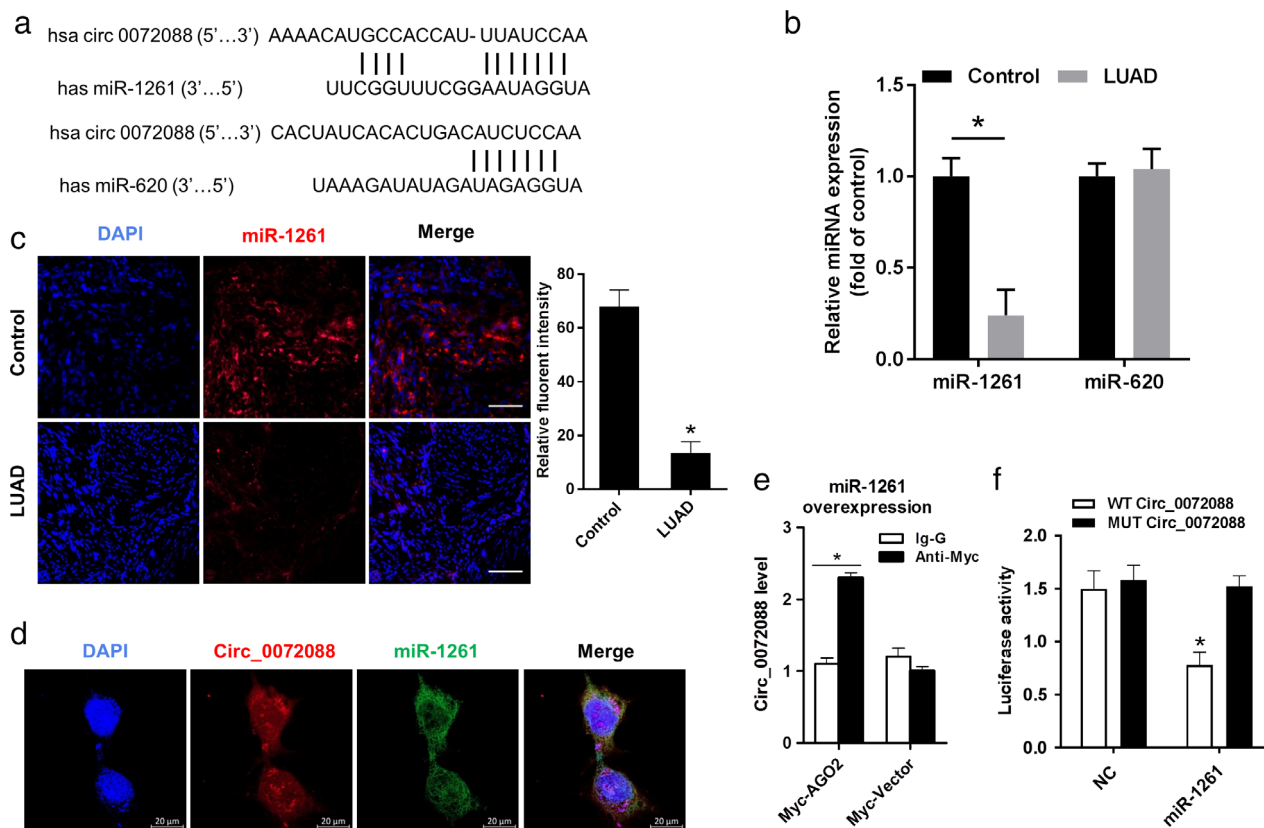 a
hsa circ 0072088 (5'...3') AAAACAUGCCACCAU-UUAUCCAA
has miR-1261 (3'...5') UUCGGUUUCGGAAUAGGUA
hsa circ 0072088 (5'...3') CACUAUCACACUGACAUCUCCAA
has miR-620 (3'...5') UAAAGAUAUAGAUAGAGGUA
b
Control LUAD
Relative miRNA expression
(fold of control)
1.5
1.0
0.5
0.0
*
miR-1261 miR-620
c
DAPI miR-1261 Merge
Control
LUAD
Relative fluorent intensity
80
60
40
20
0
*
Control LUAD
d
DAPI Circ_0072088 miR-1261 Merge
20 μm 20 μm 20 μm 20 μm
e
miR-1261
overexpression
Ig-G
Anti-Myc
Circ_0072088 level
3
2
1
0
*
Myc-AGO2 Myc-Vector
f
WT Circ_0072088
MUT Circ_0072088
Luciferase activity
2.0
1.5
1.0
0.5
0.0
*
NC miR-1261